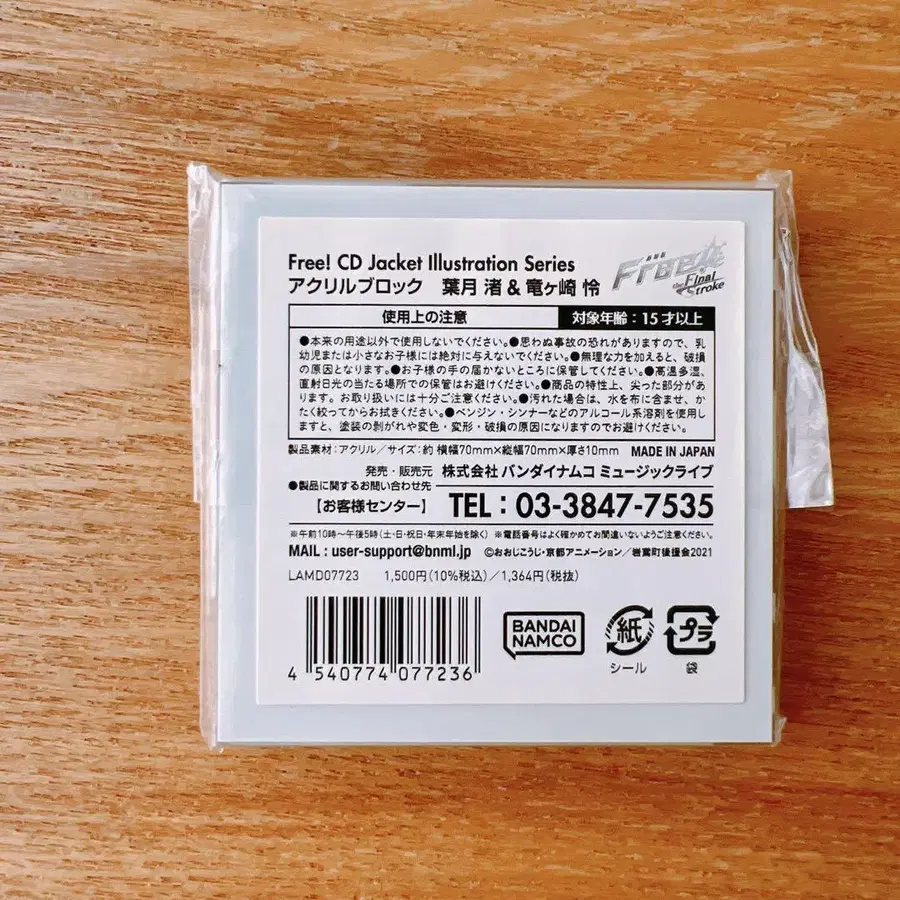 Free! CD Jacket Illustration Series
アクリルブロック 葉月 渚 & 竜ヶ崎 怜
劇場版
Free!
the Final Stroke
使用上の注意
対象年齢：15才以上
●本来の用途以外で使用しないでください。●思わぬ事故の恐れがありますので、乳
幼児または小さなお子様には絶対に与えないでください。●無理な力を加えると、破損
の原因となります。●お子様の手の届かないところに保管してください。●高温多湿、
直射日光の当たる場所での保管はお避けください。●商品の特性上、尖った部分があり
ます。お取り扱いには十分ご注意ください。●汚れた場合は、水を布に含ませ、か
たく絞ってからお拭きください。●ベンジン・シンナーなどのアルコール系溶剤を使用し
ますと、塗装の剥がれや変色・変形・破損の原因になりますのでお避けください。
製品素材：アクリル／サイズ：約 横幅70mm×縦幅70mm×厚さ10mm MADE IN JAPAN
発売・販売元 株式会社 バンダイナムコ ミュージックライブ
●製品に関するお問い合わせ先
【お客様センター】 TEL：03-3847-7535
※午前10時～午後5時(土・日・祝日・年末年始を除く) ※電話番号はよく確かめてお間違いないようご注意ください。
MAIL：user-support@bnml.jp ©おおじこうじ・京都アニメーション／岩鳶町後援会2021
LAMD07723 1,500円(10%税込)／1,364円(税抜)
4 540774 077236
BANDAI
NAMCO
紙
シール
プラ
袋